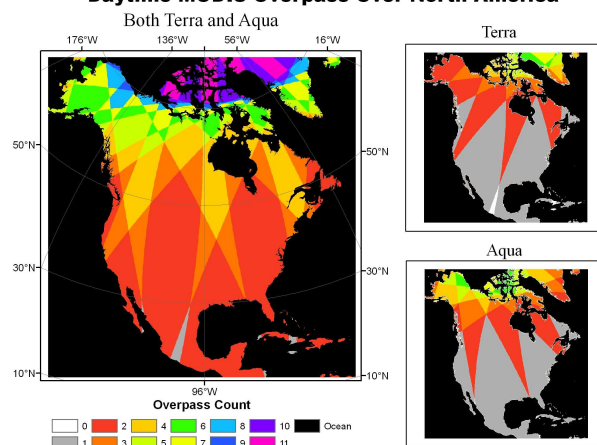 Daytime MODIS Overpass Over North America
Both Terra and Aqua
176°W 136°W 56°W 16°W
Terra
50°N 50°N
Aqua
30°N 30°N
10°N 10°N
96°W
Overpass Count
0 2 4 6 8 10 Ocean
1 3 5 7 9 11